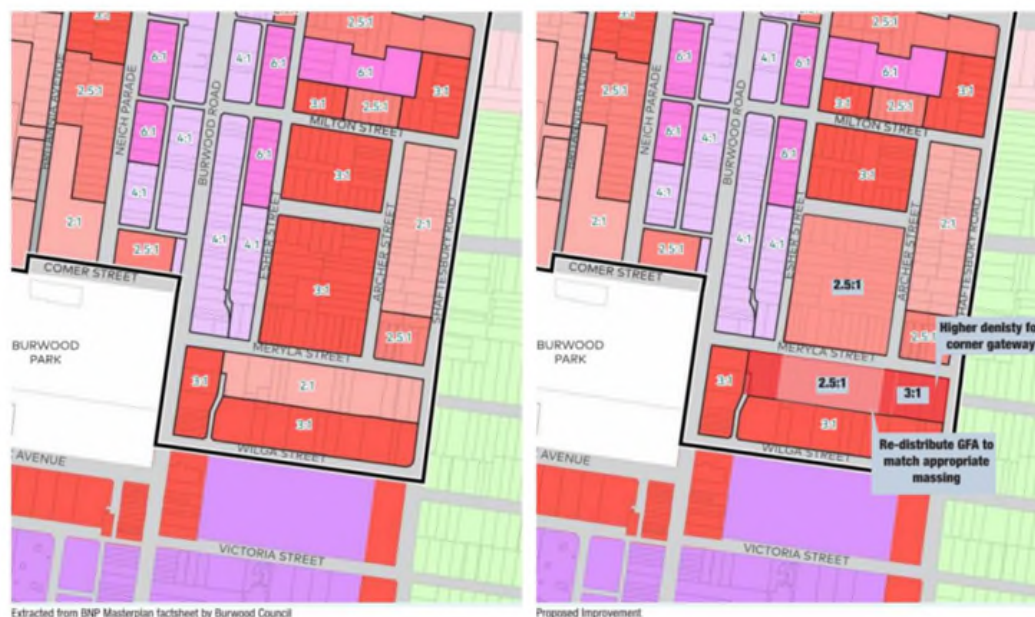 3:1
2.5:1
6:1
4:1
6:1
6:1
3:1
2.5:1
3:1
MILTON STREET
NEICH PARADE
BURWOOD ROAD
2.5:1
6:1
4:1
6:1
3:1
4:1
2:1
2:1
4:1
4:1
ESHER STREET
3:1
ARCHER STREET
SHAFTESBURY ROAD
2.5:1
2.5:1
COMER STREET
MERYLA STREET
BURWOOD
PARK
3:1
2:1
3:1
WILGA STREET
AVENUE
VICTORIA STREET
Extracted from BNP Masterplan factsheet by Burwood Council
3:1
2.5:1
6:1
4:1
6:1
6:1
3:1
2.5:1
3:1
MILTON STREET
NEICH PARADE
BURWOOD ROAD
2.5:1
6:1
4:1
6:1
3:1
4:1
2:1
2:1
4:1
4:1
ESHER STREET
2.5:1
ARCHER STREET
SHAFTESBURY ROAD
2.5:1
2.5:1
Higher denisty fo
corner gateway
COMER STREET
MERYLA STREET
BURWOOD
PARK
3:1
2.5:1
3:1
3:1
WILGA STREET
Re-distribute GFA to
match appropriate
massing
AVENUE
VICTORIA STREET
Proposed Improvement